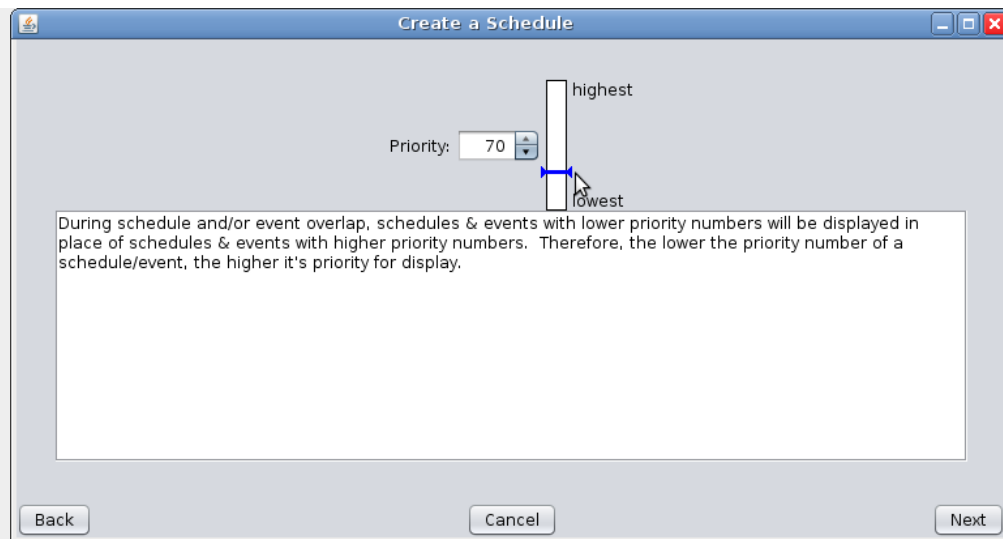 Create a Schedule
highest
Priority: 70
lowest
During schedule and/or event overlap, schedules & events with lower priority numbers will be displayed in
place of schedules & events with higher priority numbers.  Therefore, the lower the priority number of a
schedule/event, the higher it's priority for display.
Back Cancel Next